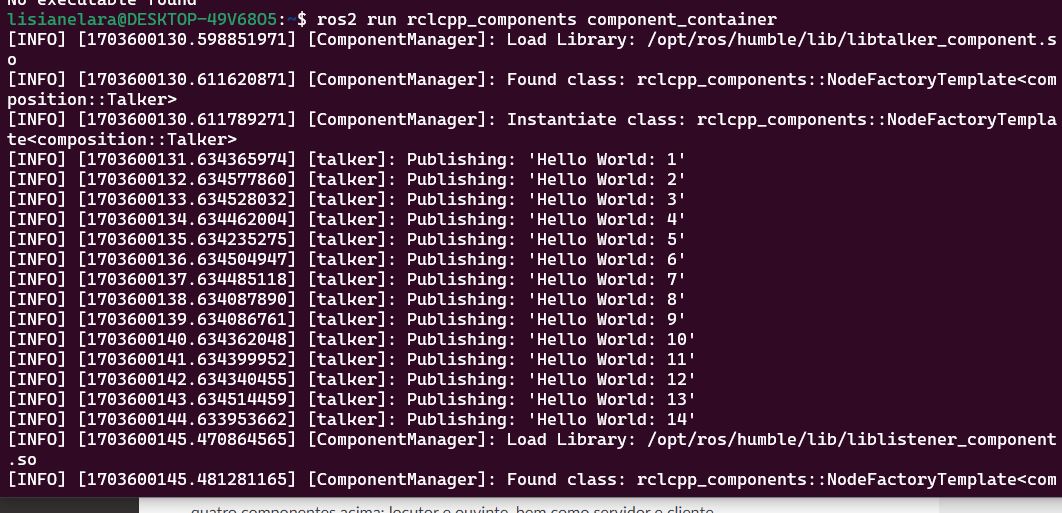 No executable found
lisianelara@DESKTOP-49V68O5:~$ ros2 run rclcpp_components component_container
[INFO] [1703600130.598851971] [ComponentManager]: Load Library: /opt/ros/humble/lib/libtalker_component.s
o
[INFO] [1703600130.611620871] [ComponentManager]: Found class: rclcpp_components::NodeFactoryTemplate<com
position::Talker>
[INFO] [1703600130.611789271] [ComponentManager]: Instantiate class: rclcpp_components::NodeFactoryTempla
te<composition::Talker>
[INFO] [1703600131.634365974] [talker]: Publishing: 'Hello World: 1'
[INFO] [1703600132.634577860] [talker]: Publishing: 'Hello World: 2'
[INFO] [1703600133.634528032] [talker]: Publishing: 'Hello World: 3'
[INFO] [1703600134.634462004] [talker]: Publishing: 'Hello World: 4'
[INFO] [1703600135.634235275] [talker]: Publishing: 'Hello World: 5'
[INFO] [1703600136.634504947] [talker]: Publishing: 'Hello World: 6'
[INFO] [1703600137.634485118] [talker]: Publishing: 'Hello World: 7'
[INFO] [1703600138.634087890] [talker]: Publishing: 'Hello World: 8'
[INFO] [1703600139.634086761] [talker]: Publishing: 'Hello World: 9'
[INFO] [1703600140.634362048] [talker]: Publishing: 'Hello World: 10'
[INFO] [1703600141.634399952] [talker]: Publishing: 'Hello World: 11'
[INFO] [1703600142.634340455] [talker]: Publishing: 'Hello World: 12'
[INFO] [1703600143.634514459] [talker]: Publishing: 'Hello World: 13'
[INFO] [1703600144.633953662] [talker]: Publishing: 'Hello World: 14'
[INFO] [1703600145.470864565] [ComponentManager]: Load Library: /opt/ros/humble/lib/liblistener_component
.so
[INFO] [1703600145.481281165] [ComponentManager]: Found class: rclcpp_components::NodeFactoryTemplate<com
quatro componentes acima: locutor e ouvinte, bem como servidor e cliente